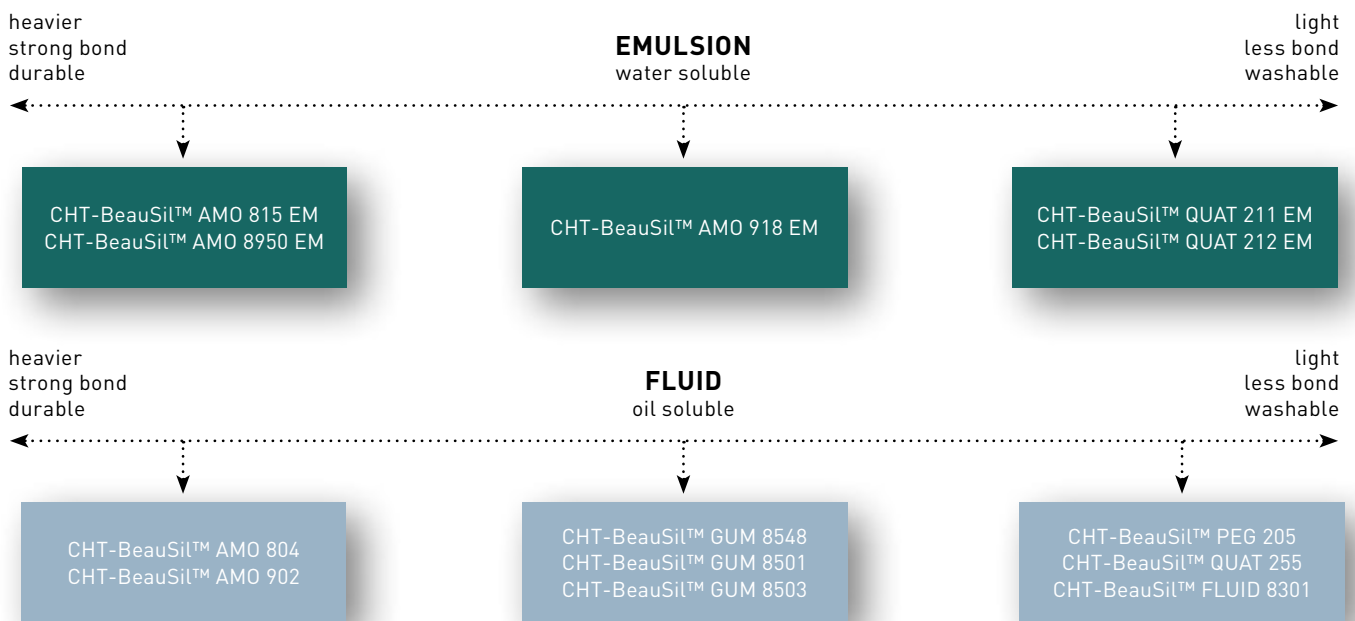 heavier
strong bond
durable
EMULSION
water soluble
light
less bond
washable
CHT-BeauSil™ AMO 815 EM
CHT-BeauSil™ AMO 8950 EM
CHT-BeauSil™ AMO 918 EM
CHT-BeauSil™ QUAT 211 EM
CHT-BeauSil™ QUAT 212 EM
heavier
strong bond
durable
FLUID
oil soluble
light
less bond
washable
CHT-BeauSil™ AMO 804
CHT-BeauSil™ AMO 902
CHT-BeauSil™ GUM 8548
CHT-BeauSil™ GUM 8501
CHT-BeauSil™ GUM 8503
CHT-BeauSil™ PEG 205
CHT-BeauSil™ QUAT 255
CHT-BeauSil™ FLUID 8301